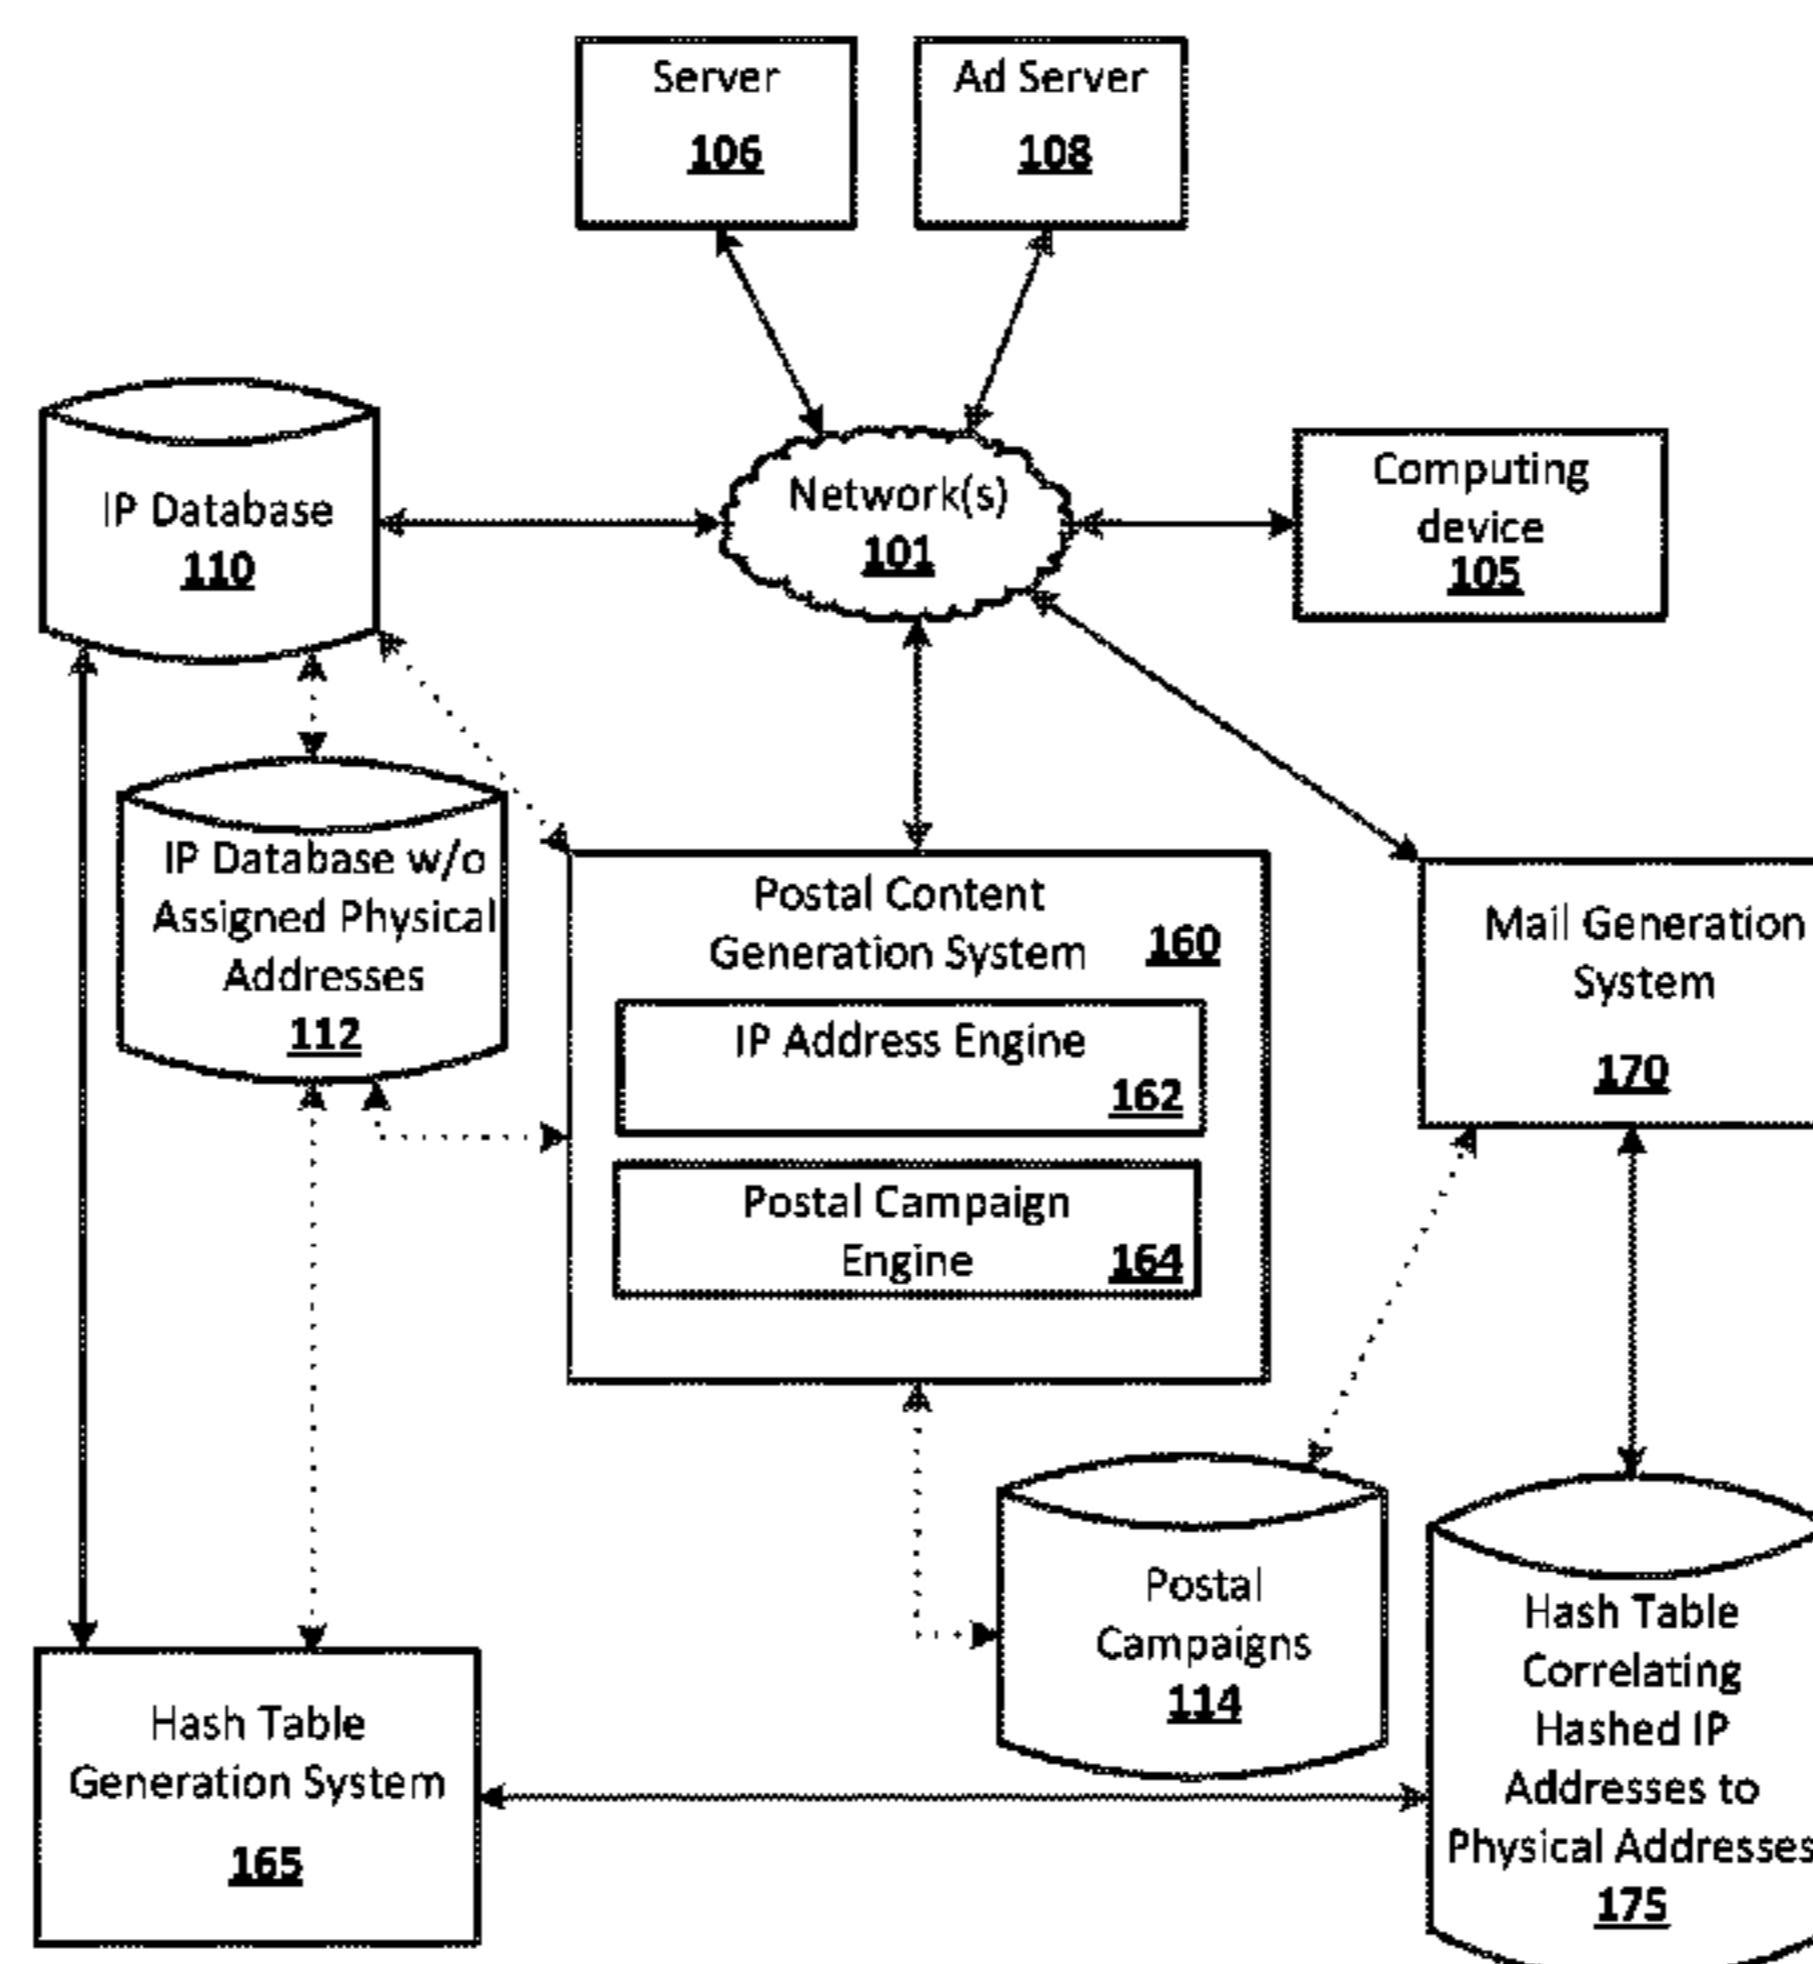 Server
106
Ad Server
108
IP Database
110
Network(s)
101
Computing
device
105
IP Database w/o
Assigned Physical
Addresses
112
Postal Content
Generation System 160
IP Address Engine
162
Postal Campaign
Engine 164
Mail Generation
System
170
Postal
Campaigns
114
Hash Table
Generation System
165
Hash Table
Correlating
Hashed IP
Addresses to
Physical Addresses
175